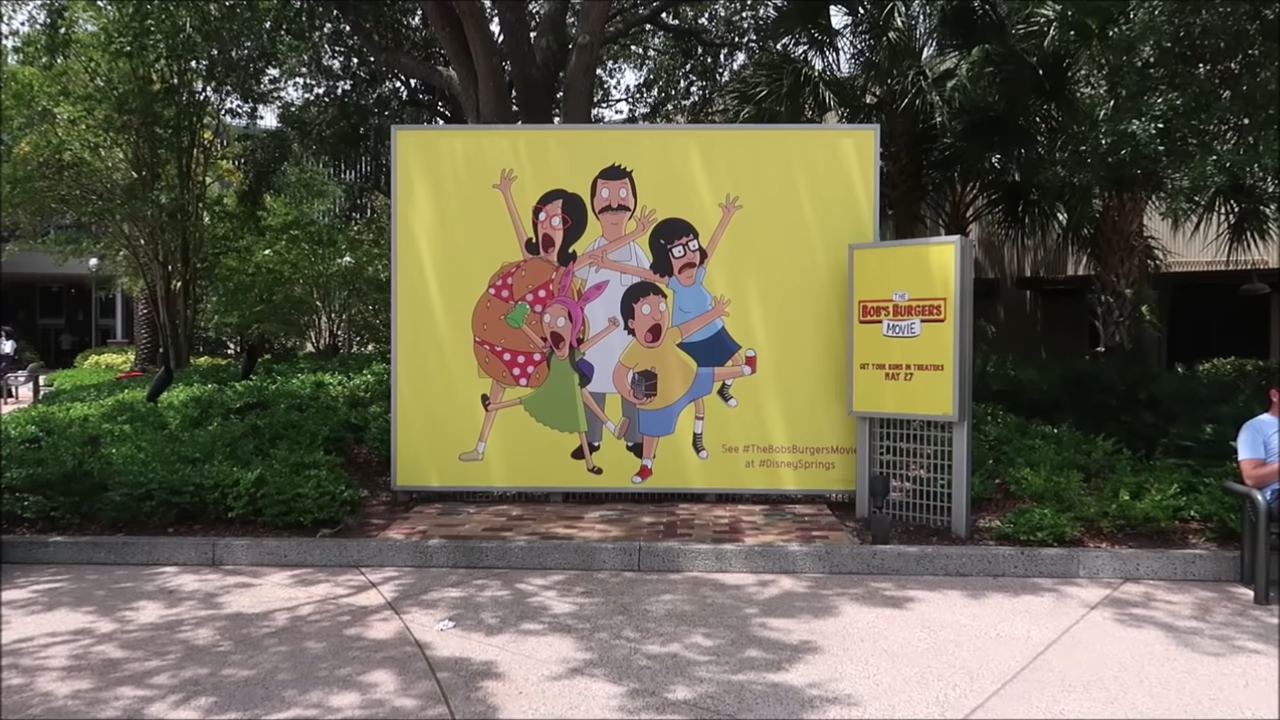 See #TheBobsBurgersMovie
at #DisneySprings
THE
BOB'S BURGERS
MOVIE
GET YOUR BUNS IN THEATERS
MAY 27